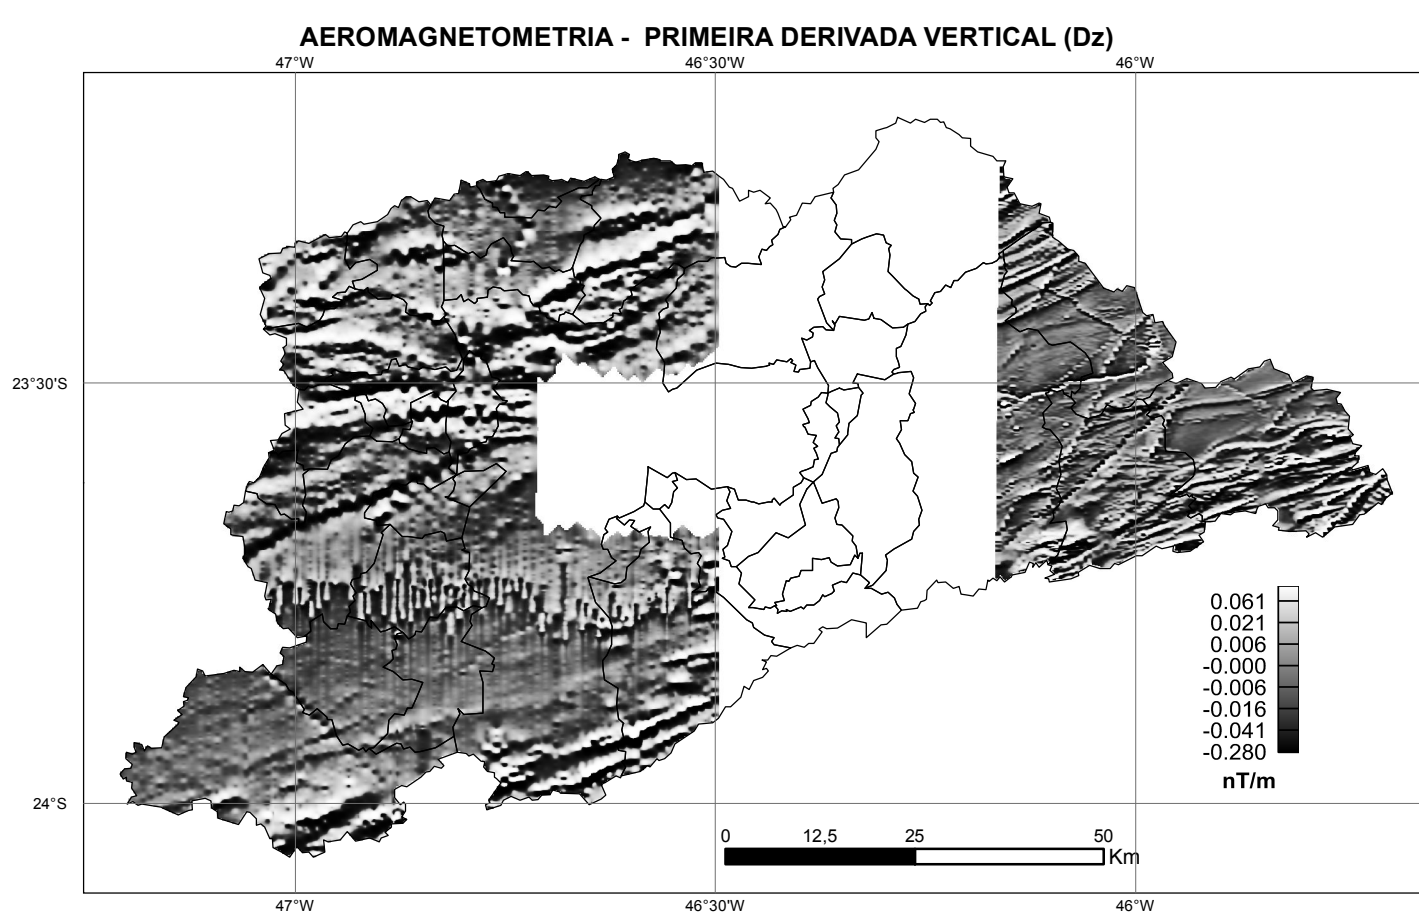 AEROMAGNETOMETRIA - PRIMEIRA DERIVADA VERTICAL (Dz)
47°W 46°30'W 46°W
23°30'S
24°S
0.061
0.021
0.006
-0.000
-0.006
-0.016
-0.041
-0.280
nT/m
0 12,5 25 50
Km
47°W 46°30'W 46°W